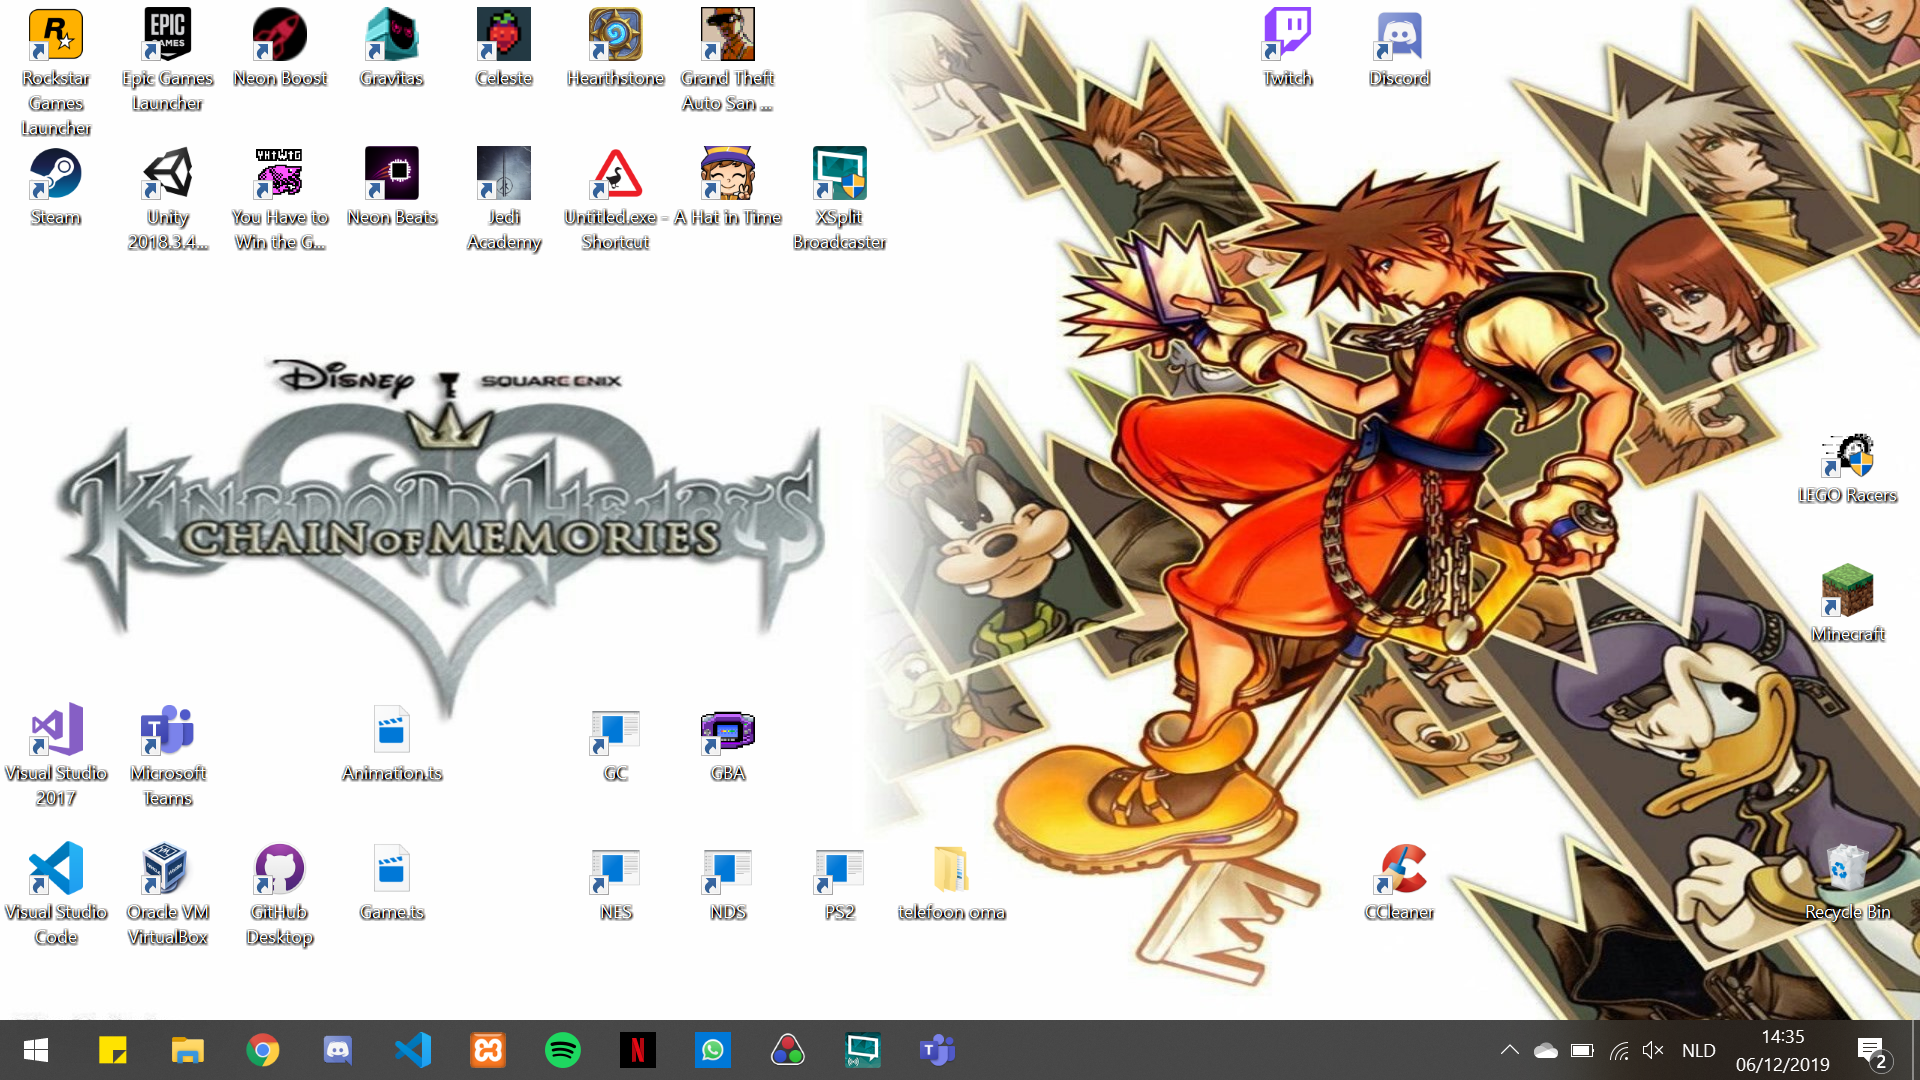 Rockstar
Games
Launcher
Epic Games
Launcher
Neon Boost
Gravitas
Celeste
Hearthstone
Grand Theft
Auto San ...
Twitch
Discord
Steam
Unity
2018.3.4...
You Have to
Win the G...
Neon Beats
Jedi
Academy
Untitled.exe -
Shortcut
A Hat in Time
XSplit
Broadcaster
Disney
SQUARE ENIX
KINGDOM HEARTS
CHAIN OF MEMORIES
LEGO Racers
Minecraft
Visual Studio
2017
Microsoft
Teams
Animation.ts
GC
GBA
Visual Studio
Code
Oracle VM
VirtualBox
GitHub
Desktop
Game.ts
NES
NDS
PS2
telefoon oma
CCleaner
Recycle Bin
NLD
14:35
06/12/2019
2